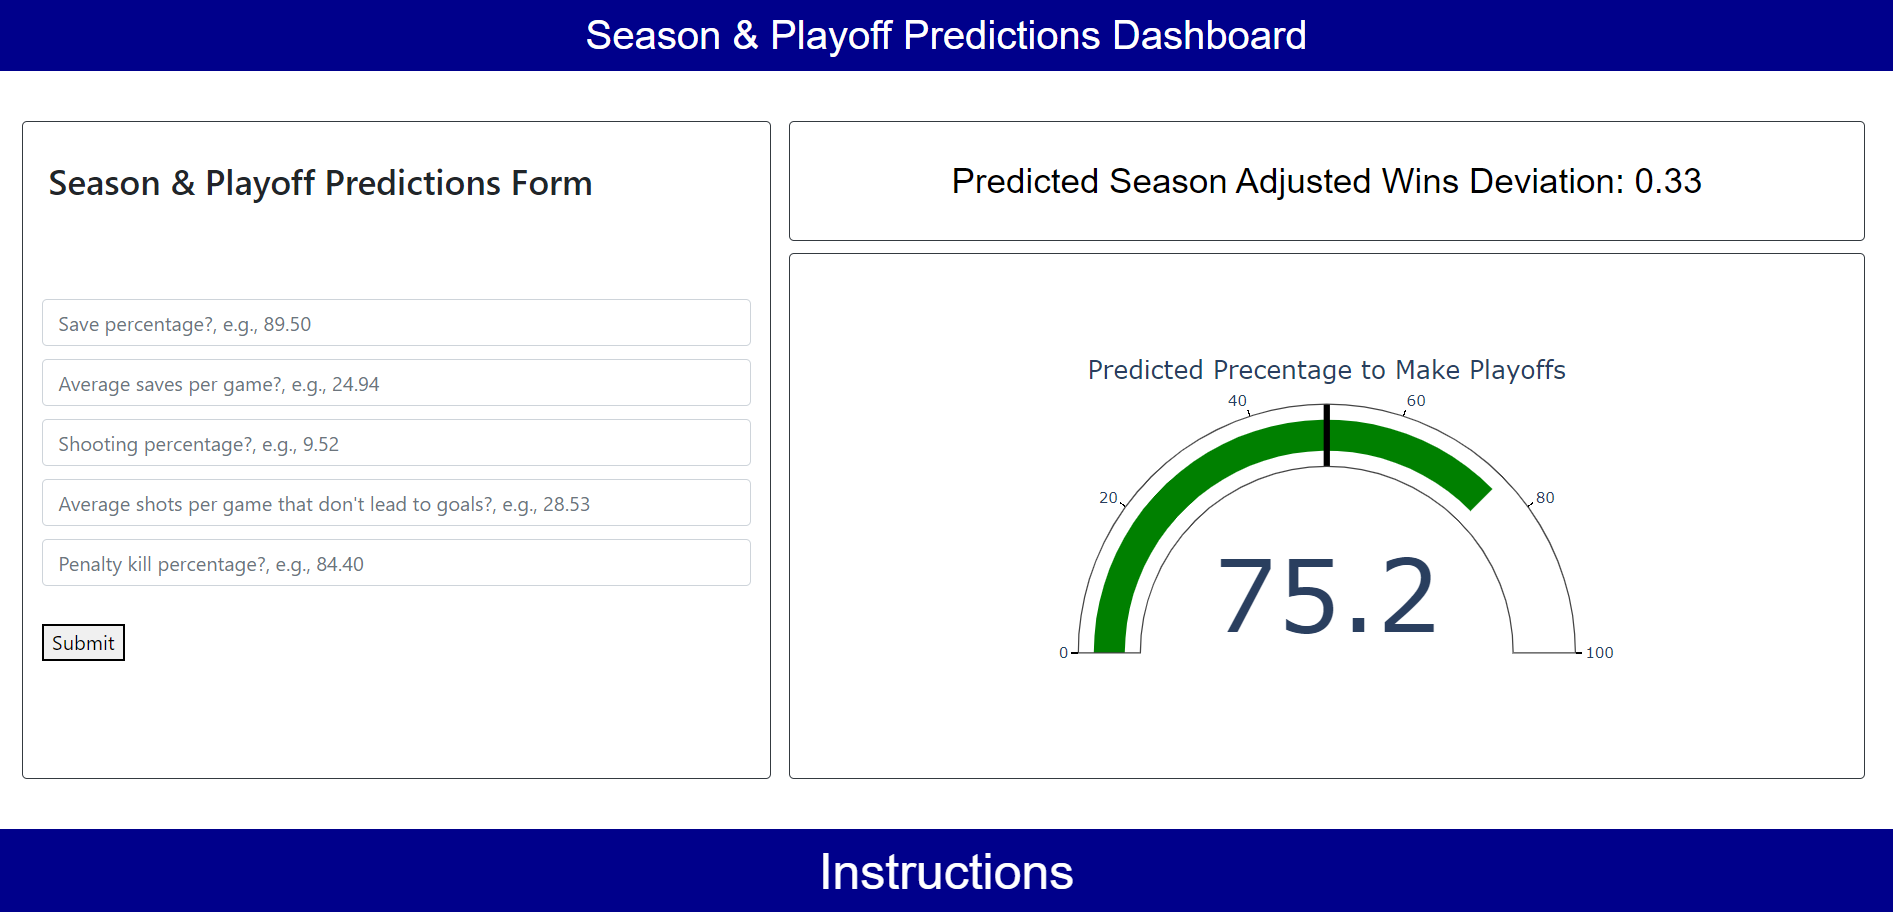 Season & Playoff Predictions Dashboard
Season & Playoff Predictions Form
Save percentage?, e.g., 89.50
Average saves per game?, e.g., 24.94
Shooting percentage?, e.g., 9.52
Average shots per game that don't lead to goals?, e.g., 28.53
Penalty kill percentage?, e.g., 84.40
Submit
Predicted Season Adjusted Wins Deviation: 0.33
Predicted Precentage to Make Playoffs
0
20
40
60
80
100
75.2
Instructions